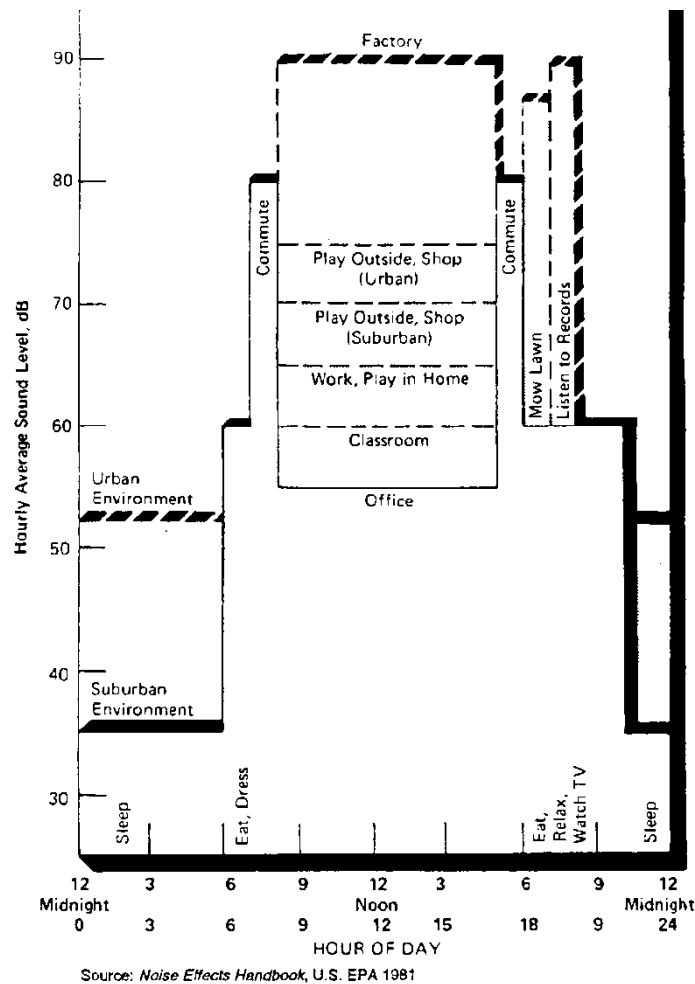 Factory
90
80
70
60
50
40
30
Hourly Average Sound Level, dB
Commute
Play Outside, Shop
(Urban)
Play Outside, Shop
(Suburban)
Work, Play in Home
Classroom
Office
Commute
Mow Lawn
Listen to Records
Urban
Environment
Suburban
Environment
Sleep
Eat, Dress
Eat,
Relax,
Watch TV
Sleep
12 3 6 9 12 3 6 9 12
Midnight Noon Midnight
0 3 6 9 12 15 18 9 24
HOUR OF DAY
Source: Noise Effects Handbook, U.S. EPA 1981